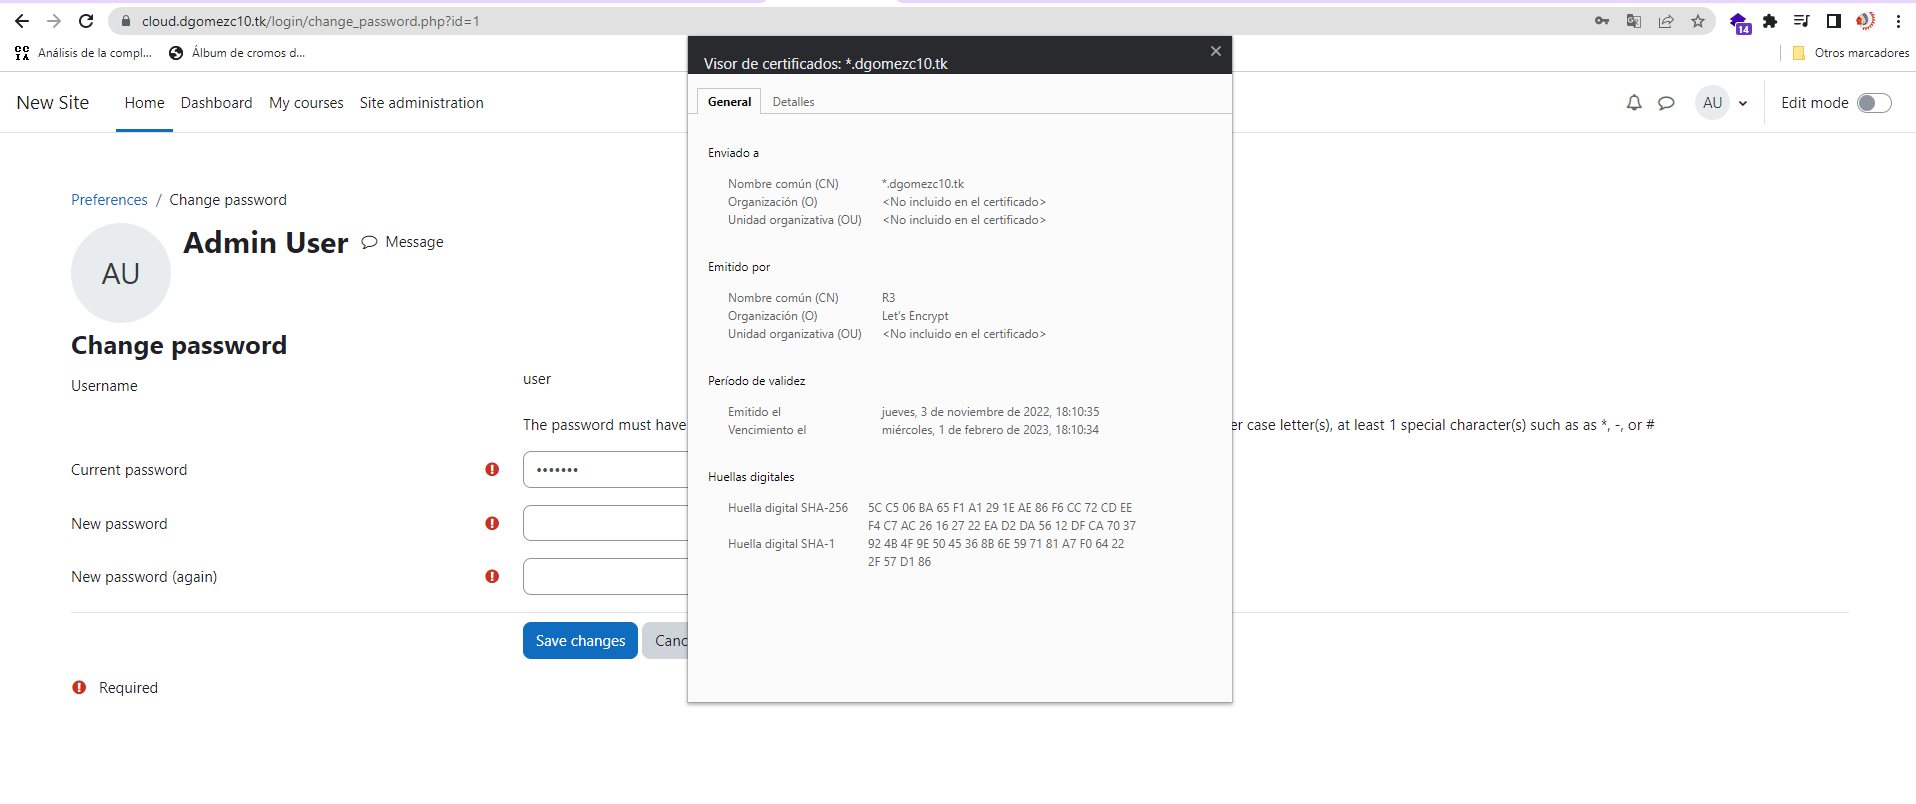 cloud.dgomezc10.tk/login/change_password.php?id=1
14
Análisis de la compl...
Álbum de cromos d...
Otros marcadores
New Site
Home
Dashboard
My courses
Site administration
AU
Edit mode
Preferences / Change password
AU
Admin User
Message
Change password
Username
user
The password must have
er case letter(s), at least 1 special character(s) such as as *, -, or #
Current password
•••••••
New password
New password (again)
Save changes
Canc
Required
Visor de certificados: *.dgomezc10.tk
General
Detalles
Enviado a
Nombre común (CN) *.dgomezc10.tk
Organización (O) <No incluido en el certificado>
Unidad organizativa (OU) <No incluido en el certificado>
Emitido por
Nombre común (CN) R3
Organización (O) Let's Encrypt
Unidad organizativa (OU) <No incluido en el certificado>
Período de validez
Emitido el jueves, 3 de noviembre de 2022, 18:10:35
Vencimiento el miércoles, 1 de febrero de 2023, 18:10:34
Huellas digitales
Huella digital SHA-256 5C C5 06 BA 65 F1 A1 29 1E AE 86 F6 CC 72 CD EE
F4 C7 AC 26 16 27 22 EA D2 DA 56 12 DF CA 70 37
Huella digital SHA-1 92 4B 4F 9E 50 45 36 8B 6E 59 71 81 A7 F0 64 22
2F 57 D1 86